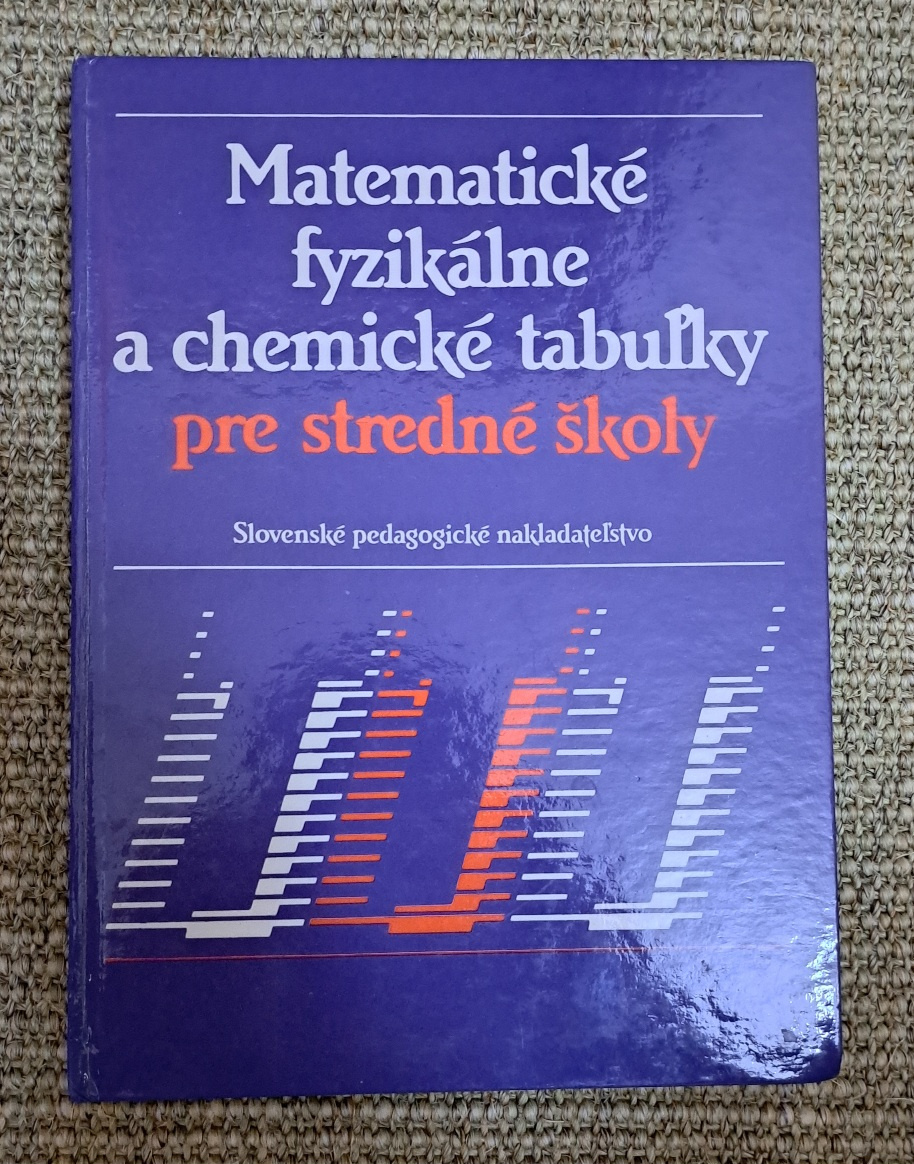 Matematické
fyzikálne
a chemické tabuľky
pre stredné školy
Slovenské pedagogické nakladateľstvo